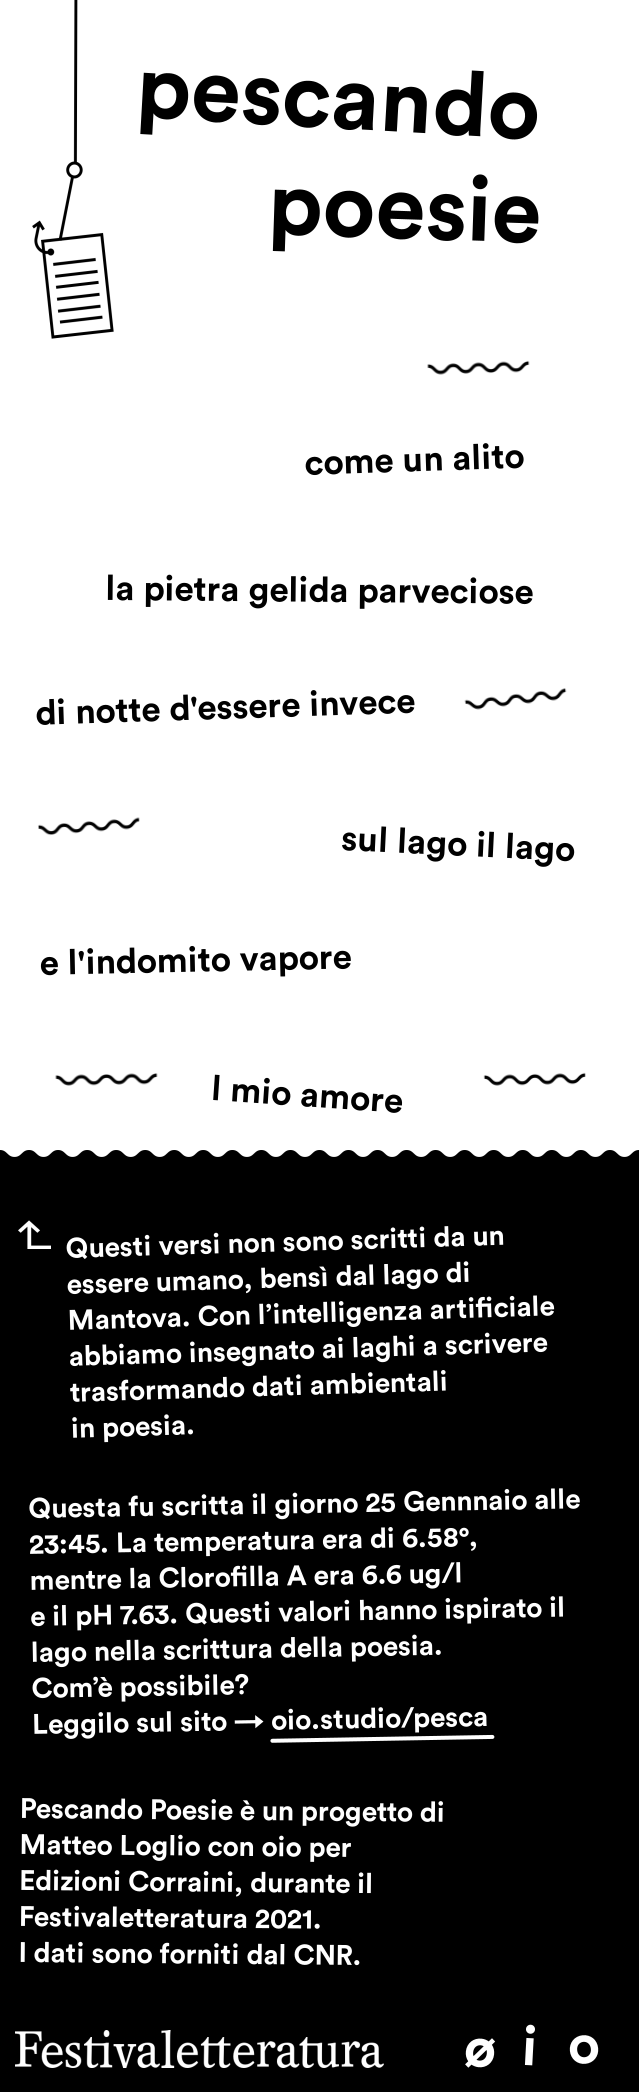 pescando
poesie
come un alito
la pietra gelida parveciose
di notte d'essere invece
sul lago il lago
e l'indomito vapore
l mio amore
Questi versi non sono scritti da un
essere umano, bensì dal lago di
Mantova. Con l’intelligenza artificiale
abbiamo insegnato ai laghi a scrivere
trasformando dati ambientali
in poesia.
Questa fu scritta il giorno 25 Gennnaio alle
23:45. La temperatura era di 6.58°,
mentre la Clorofilla A era 6.6 ug/l
e il pH 7.63. Questi valori hanno ispirato il
lago nella scrittura della poesia.
Com’è possibile?
Leggilo sul sito → oio.studio/pesca
Pescando Poesie è un progetto di
Matteo Loglio con oio per
Edizioni Corraini, durante il
Festivaletteratura 2021.
I dati sono forniti dal CNR.
Festivaletteratura ø i o